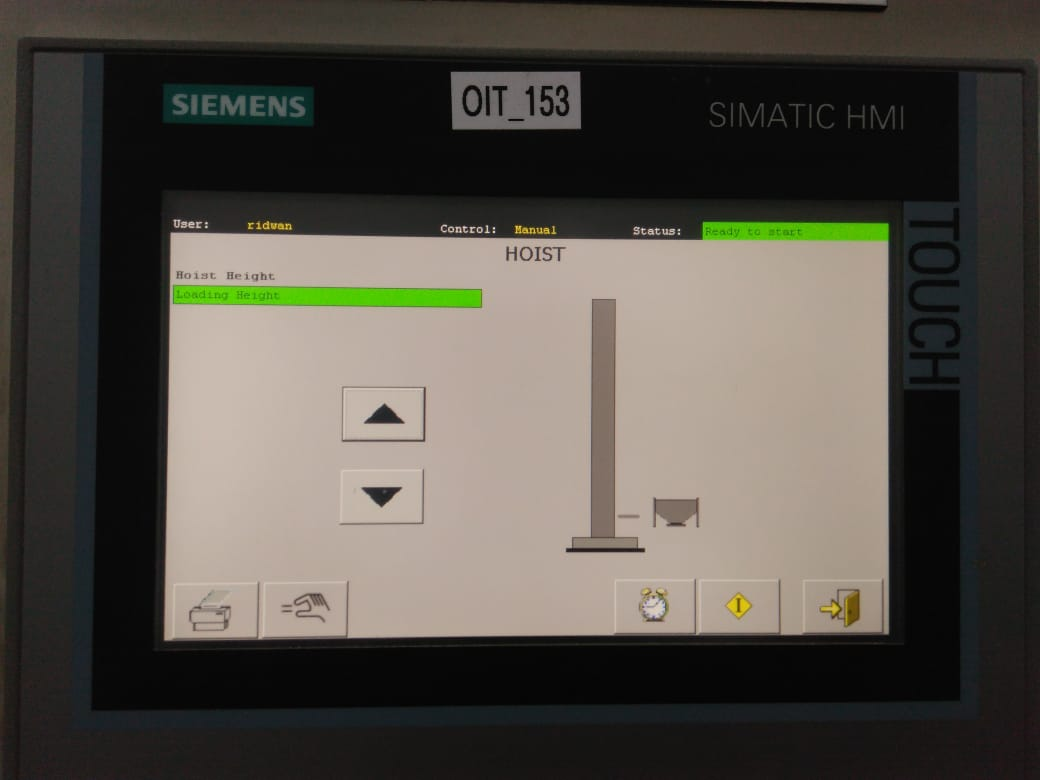 SIEMENS
OIT_153
SIMATIC HMI
TOUCH
User: ridwan Control: Manual Status: Ready to start
HOIST
Hoist Height
Loading Height